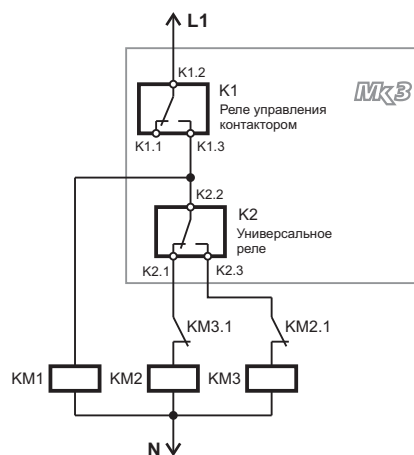 L1
K1.2
K1
МК3
Реле управления
контактором
K1.1
K1.3
K2.2
K2
Универсальное
реле
K2.1
K2.3
KM3.1
KM2.1
KM1
KM2
KM3
N